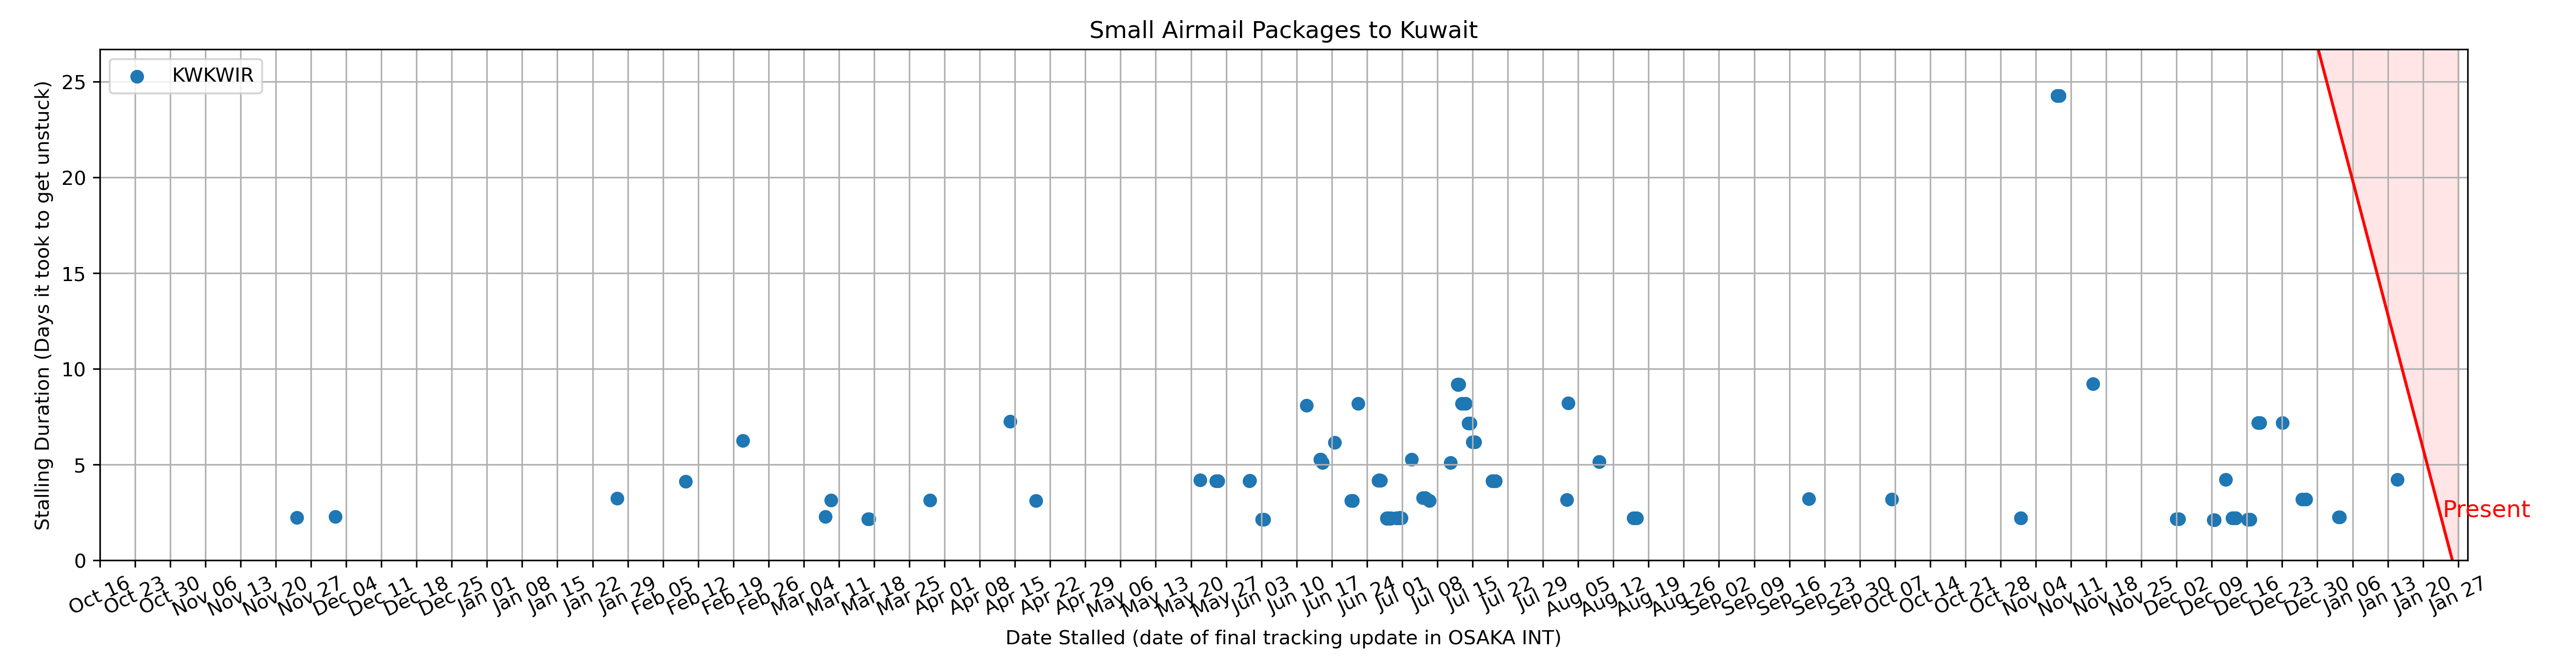 Small Airmail Packages to Kuwait
KWKWIR
Stalling Duration (Days it took to get unstuck)
25
20
15
10
5
0
Present
Oct 16
Oct 23
Oct 30
Nov 06
Nov 13
Nov 20
Nov 27
Dec 04
Dec 11
Dec 18
Dec 25
Jan 01
Jan 08
Jan 15
Jan 22
Jan 29
Feb 05
Feb 12
Feb 19
Feb 26
Mar 04
Mar 11
Mar 18
Mar 25
Apr 01
Apr 08
Apr 15
Apr 22
Apr 29
May 06
May 13
May 20
May 27
Jun 03
Jun 10
Jun 17
Jun 24
Jul 01
Jul 08
Jul 15
Jul 22
Jul 29
Aug 05
Aug 12
Aug 19
Aug 26
Sep 02
Sep 09
Sep 16
Sep 23
Sep 30
Oct 07
Oct 14
Oct 21
Oct 28
Nov 04
Nov 11
Nov 18
Nov 25
Dec 02
Dec 09
Dec 16
Dec 23
Dec 30
Jan 06
Jan 13
Jan 20
Jan 27
Date Stalled (date of final tracking update in OSAKA INT)